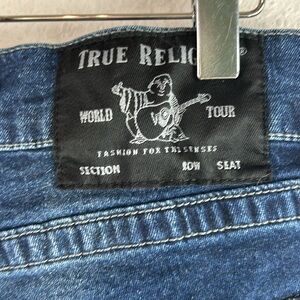 TRUE RELIG
WORLD TOUR
FASHION FOR THE SENSES
SECTION ROW SEAT